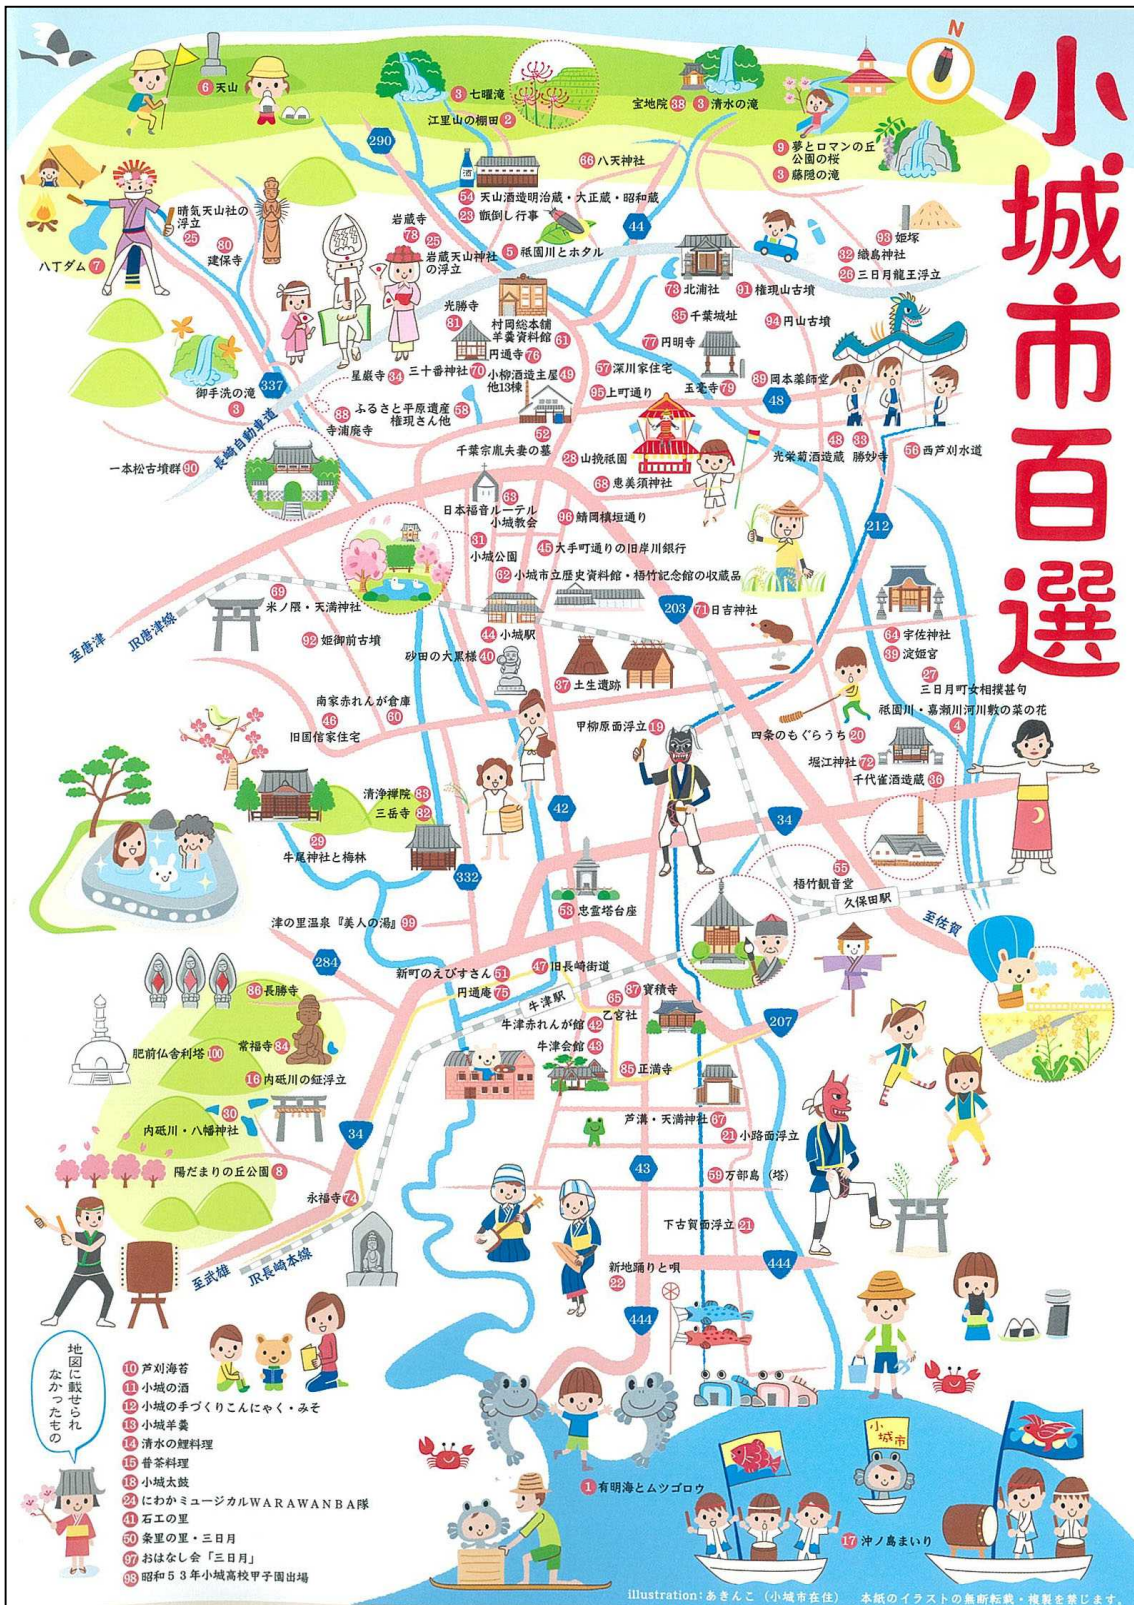 小城市百選
N
6 天山
3 七曜滝
江里山の棚田 2
宝地院 38 3 清水の滝
9 夢とロマンの丘
公園の桜
3 藤隠の滝
290
酒
66 八天神社
54 天山酒造明治蔵・大正蔵・昭和蔵
23 甑倒し行事
44
晴気天山社の
浮立
25
80
建保寺
八丁ダム 7
岩蔵寺
78 25
岩蔵天山神社
の浮立
5 祇園川とホタル
93 姫塚
32 織島神社
26 三日月龍王浮立
73 北浦社
91 権現山古墳
光勝寺
81
村岡総本舗
羊羹資料館
61
35 千葉城址
94 円山古墳
円通寺 76
77 円明寺
御手洗の滝
3
337
星巌寺 34
三十番神社 70
小柳酒造主屋 49
他13棟
57 深川家住宅
玉毫寺 79
89 岡本薬師堂
95 上町通り
48
88
寺浦廃寺
ふるさと平原遺産 58
権現さん他
長崎自動車道
52
千葉宗胤夫妻の墓
28 山挽祇園
48 33
光栄菊酒造蔵 勝妙寺
56 西芦刈水道
一本松古墳群 90
68 恵美須神社
63
日本福音ルーテル
小城教会
96 鯖岡槙垣通り
212
31
小城公園
45 大手町通りの旧岸川銀行
62 小城市立歴史資料館・梧竹記念館の収蔵品
69
米ノ隈・天満神社
203
71 日吉神社
至唐津
JR唐津線
92 姫御前古墳
44 小城駅
砂田の大黒様 40
64 宇佐神社
39 淀姫宮
37 土生遺跡
27
三日月町女相撲甚句
南家赤れんが倉庫
46 60
旧国信家住宅
祇園川・嘉瀬川河川敷の菜の花
4
甲柳原面浮立 19
四条のもぐらうち 20
堀江神社 72
千代雀酒造蔵 36
清浄禅院 83
三岳寺 82
42
34
29
牛尾神社と梅林
332
55
梧竹観音堂
久保田駅
53 忠霊塔台座
至佐賀
津の里温泉『美人の湯』 99
284
新町のえびすさん 51
47 旧長崎街道
円通庵 75
牛津駅
86 長勝寺
87 寳積寺
65
乙宮社
207
牛津赤れんが館 42
牛津会館 43
肥前仏舎利塔 100
常福寺 84
16 内砥川の鉦浮立
85 正満寺
30
内砥川・八幡神社
芦溝・天満神社 67
21 小路面浮立
34
43
陽だまりの丘公園 8
59 万部島(塔)
永福寺 74
下古賀面浮立 21
至武雄
JR長崎本線
新地踊りと唄
22
444
444
地図に載せられ
なかったもの
10 芦刈海苔
11 小城の酒
12 小城の手づくりこんにゃく・みそ
13 小城羊羹
14 清水の鯉料理
15 普茶料理
18 小城太鼓
24 にわかミュージカルWARAWANBA隊
41 石工の里
50 条里の里・三日月
97 おはなし会「三日月」
98 昭和53年小城高校甲子園出場
小城市
1 有明海とムツゴロウ
17 沖ノ島まいり
illustration:あきんこ(小城市在住) 本紙のイラストの無断転載・複製を禁じます。